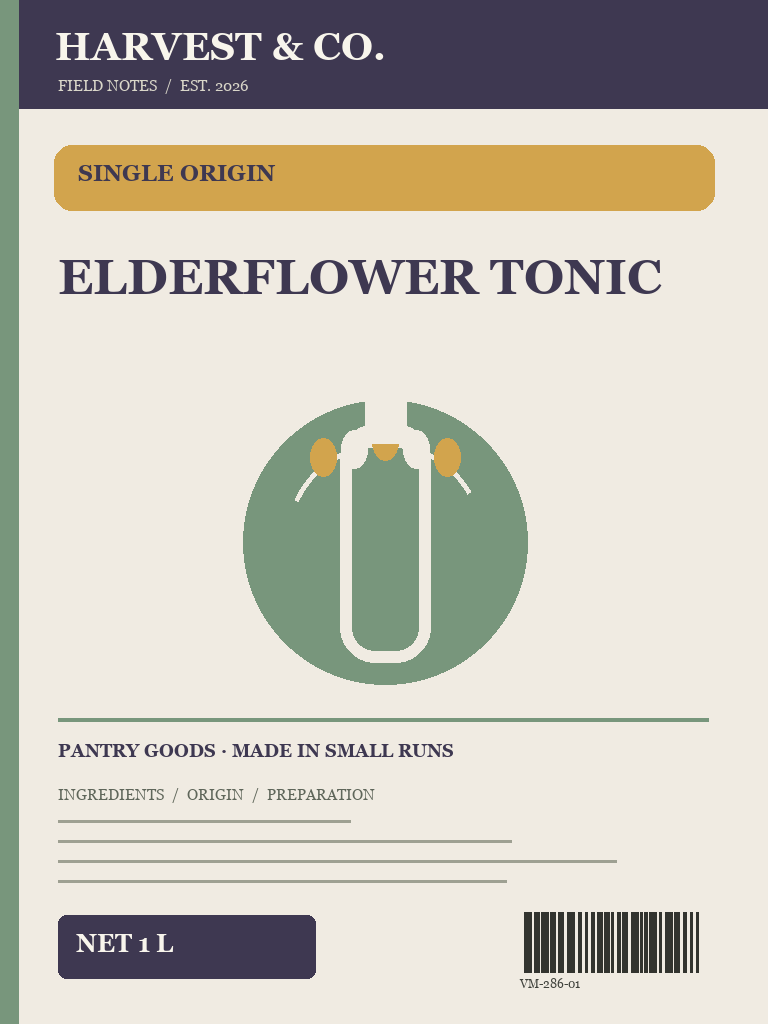 HARVEST & CO.
FIELD NOTES / EST. 2026
SINGLE ORIGIN
ELDERFLOWER TONIC
PANTRY GOODS · MADE IN SMALL RUNS
INGREDIENTS / ORIGIN / PREPARATION
NET 1 L
VM-286-01